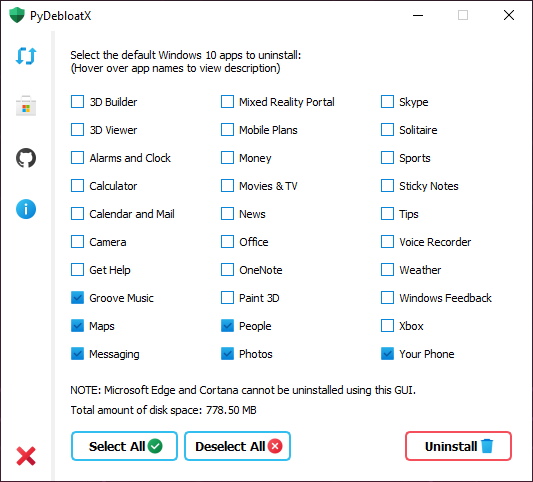 PyDebloatX
Select the default Windows 10 apps to uninstall:
(Hover over app names to view description)
3D Builder
Mixed Reality Portal
Skype
3D Viewer
Mobile Plans
Solitaire
Alarms and Clock
Money
Sports
Calculator
Movies & TV
Sticky Notes
Calendar and Mail
News
Tips
Camera
Office
Voice Recorder
Get Help
OneNote
Weather
Groove Music
Paint 3D
Windows Feedback
Maps
People
Xbox
Messaging
Photos
Your Phone
NOTE: Microsoft Edge and Cortana cannot be uninstalled using this GUI.
Total amount of disk space: 778.50 MB
Select All
Deselect All
Uninstall